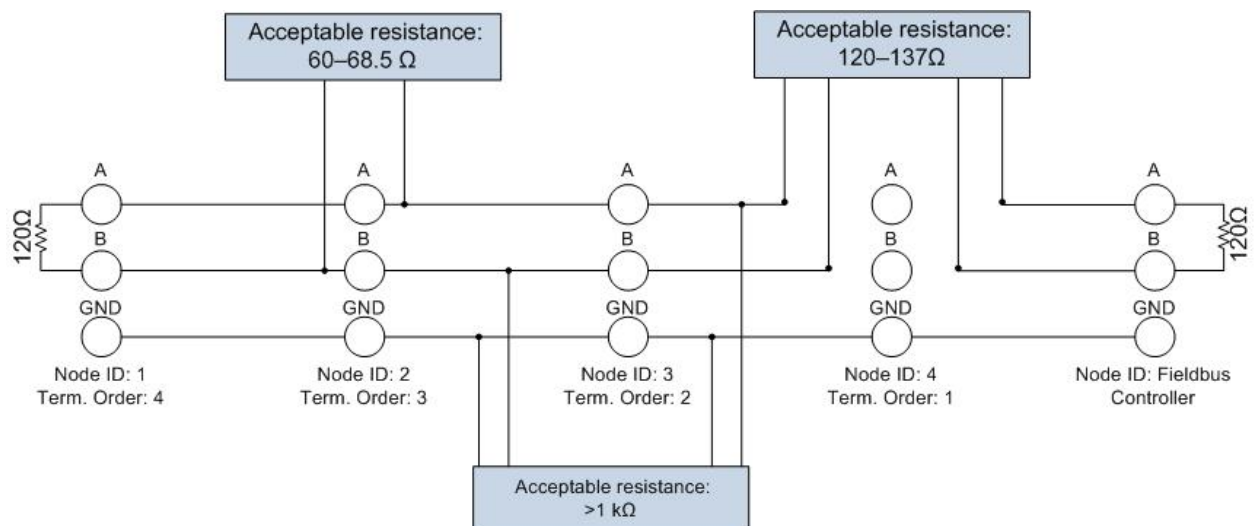 Acceptable resistance:
60–68.5 Ω
Acceptable resistance:
120–137Ω
A
A
A
A
A
120Ω
120Ω
B
B
B
B
B
GND
GND
GND
GND
GND
Node ID: 1
Term. Order: 4
Node ID: 2
Term. Order: 3
Node ID: 3
Term. Order: 2
Node ID: 4
Term. Order: 1
Node ID: Fieldbus
Controller
Acceptable resistance:
>1 kΩ